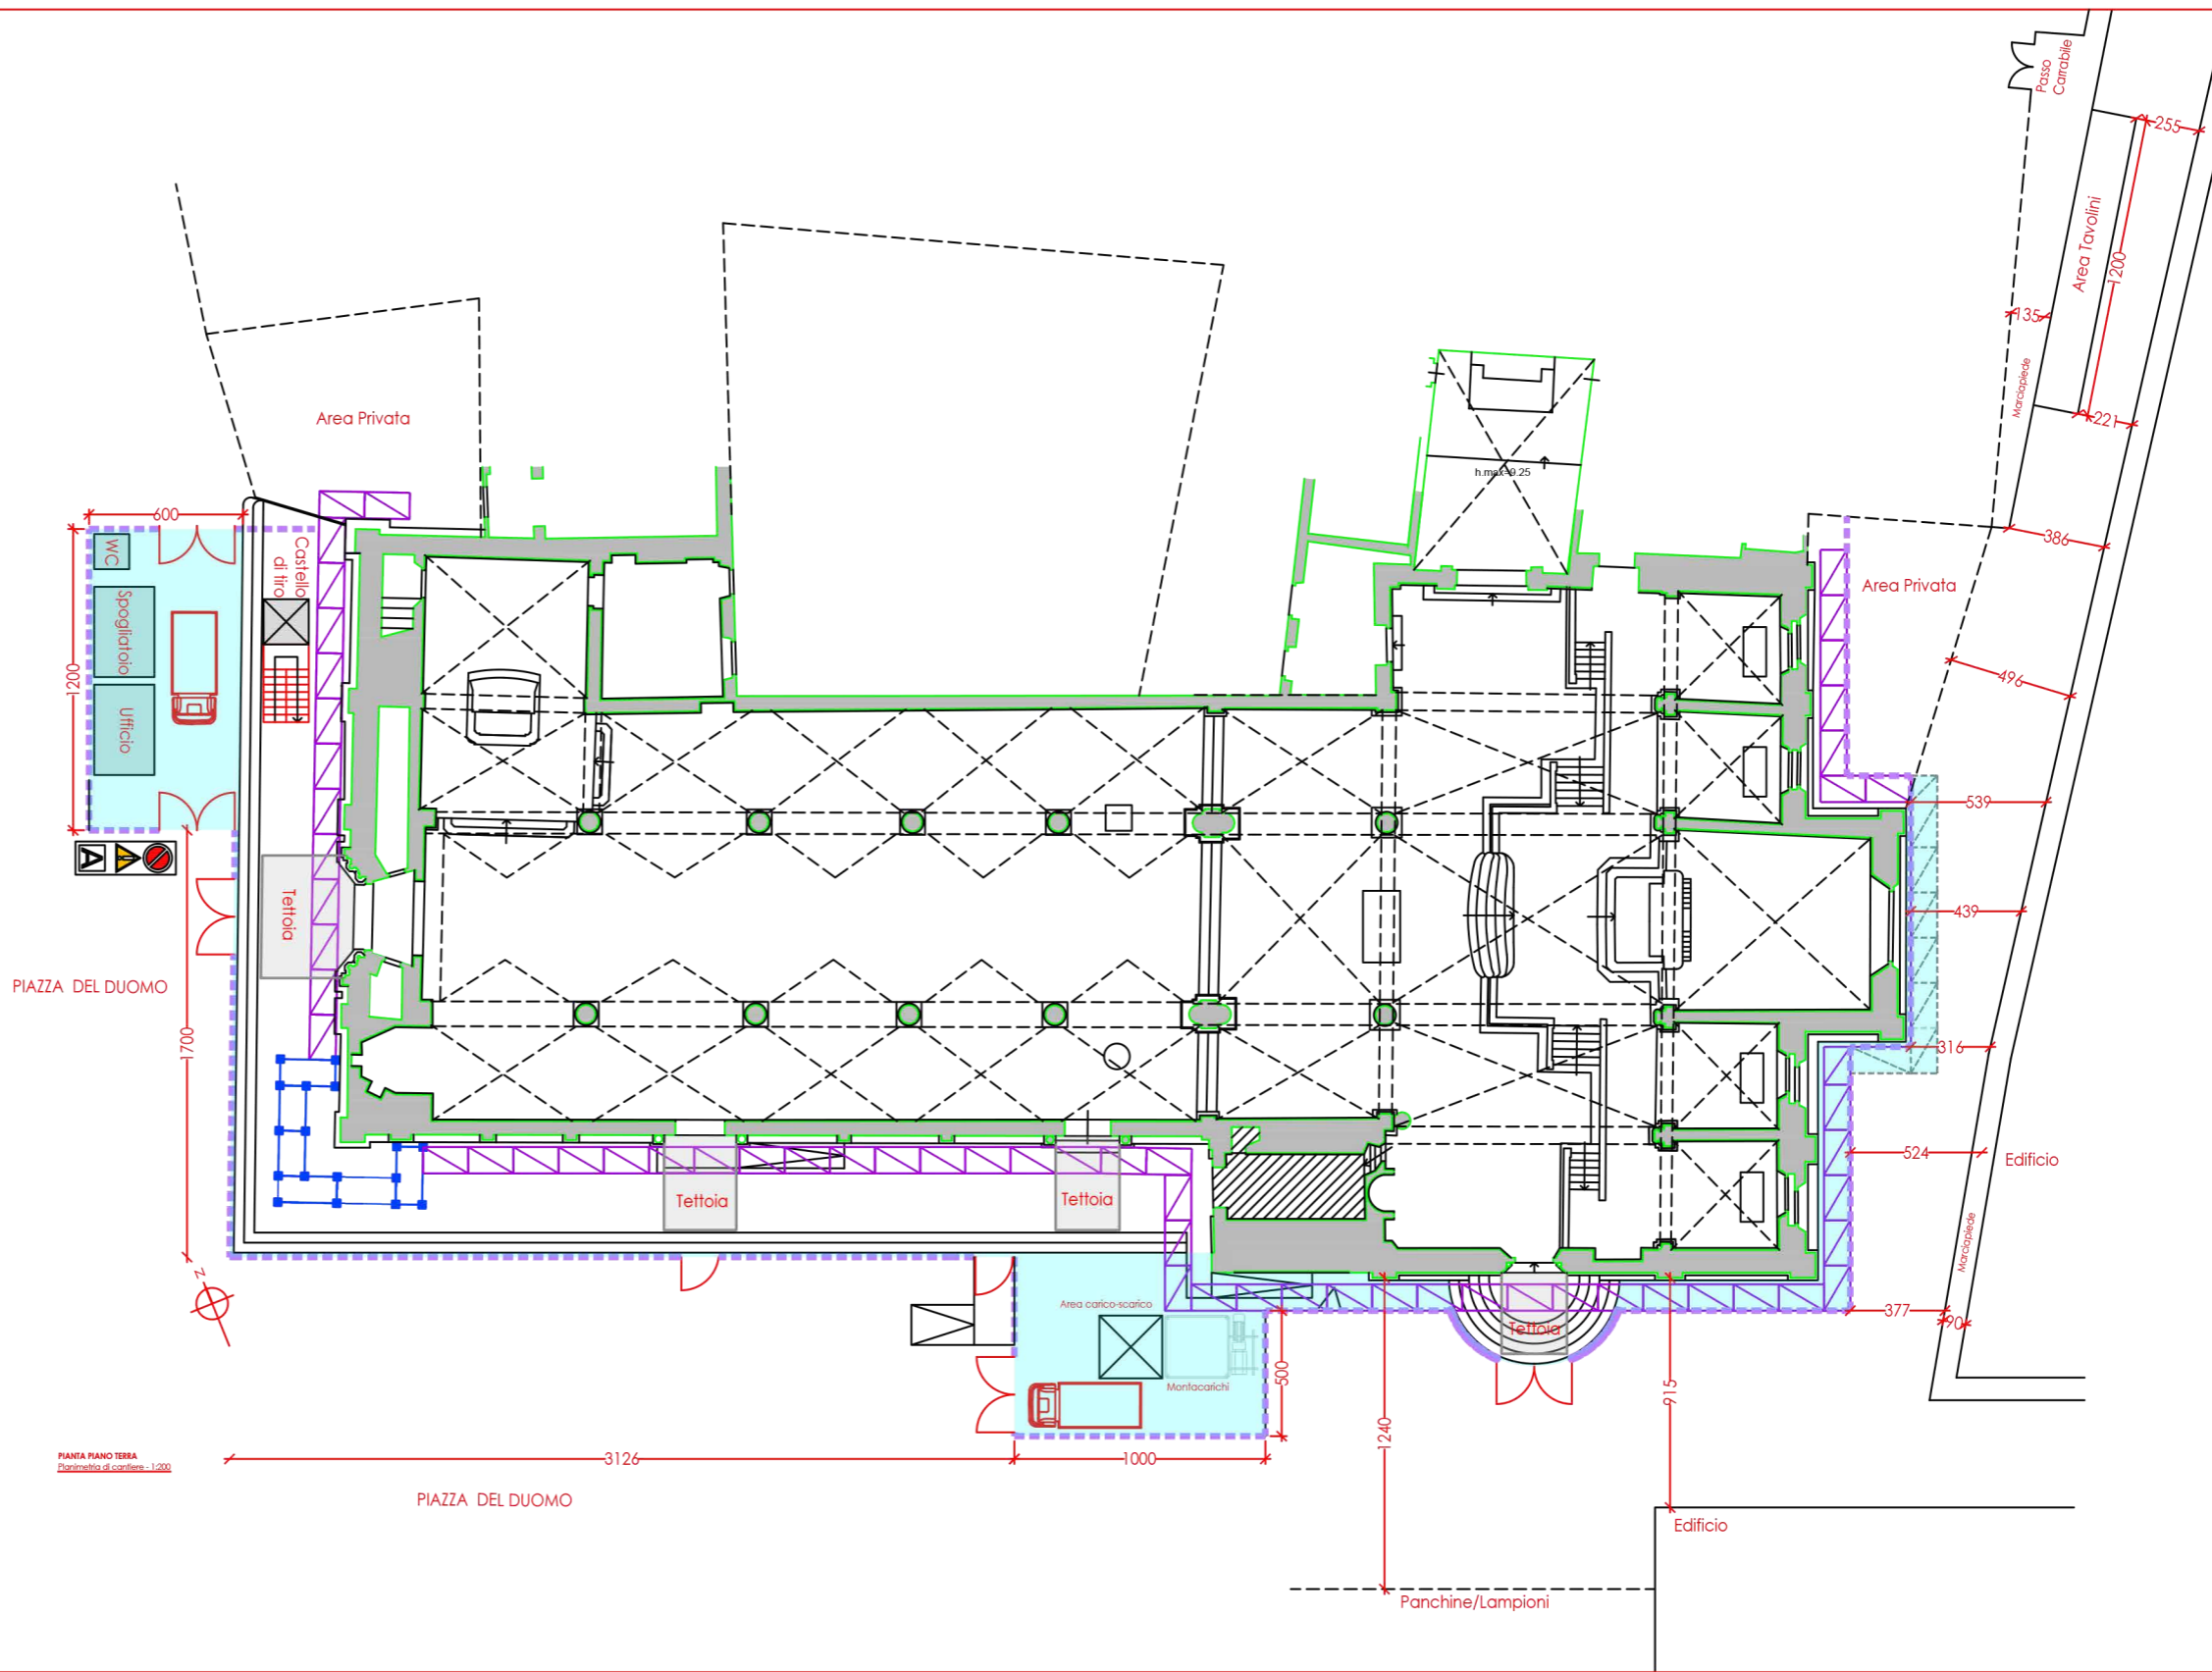 Passo
Carrabile
255
Area Tavolini
1200
135
Marciapiede
221
Area Privata
h.max=9.25
600
386
WC
Castello
di tiro
Area Privata
Spogliatoio
1200
496
Ufficio
539
A
Tettoia
439
PIAZZA DEL DUOMO
1700
316
524
Edificio
Tettoia
Tettoia
Marciapiede
Z
Area carico-scarico
377
90
Tettoia
500
Montacarichi
915
1240
PIANTA PIANO TERRA
Planimetria di cantiere - 1:200
3126
1000
PIAZZA DEL DUOMO
Edificio
Panchine/Lampioni